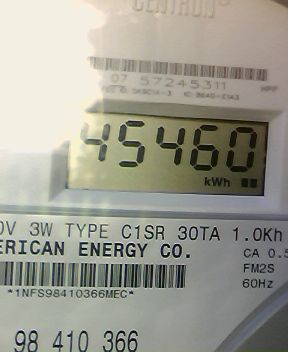 CENTRON
07 57245311 HPP
45460
kWh
0V 3W TYPE C1SR 30TA 1.0Kh
ERICAN ENERGY CO. CA 0.5
FM2S
*1NFS98410366MEC* 60Hz
98 410 366